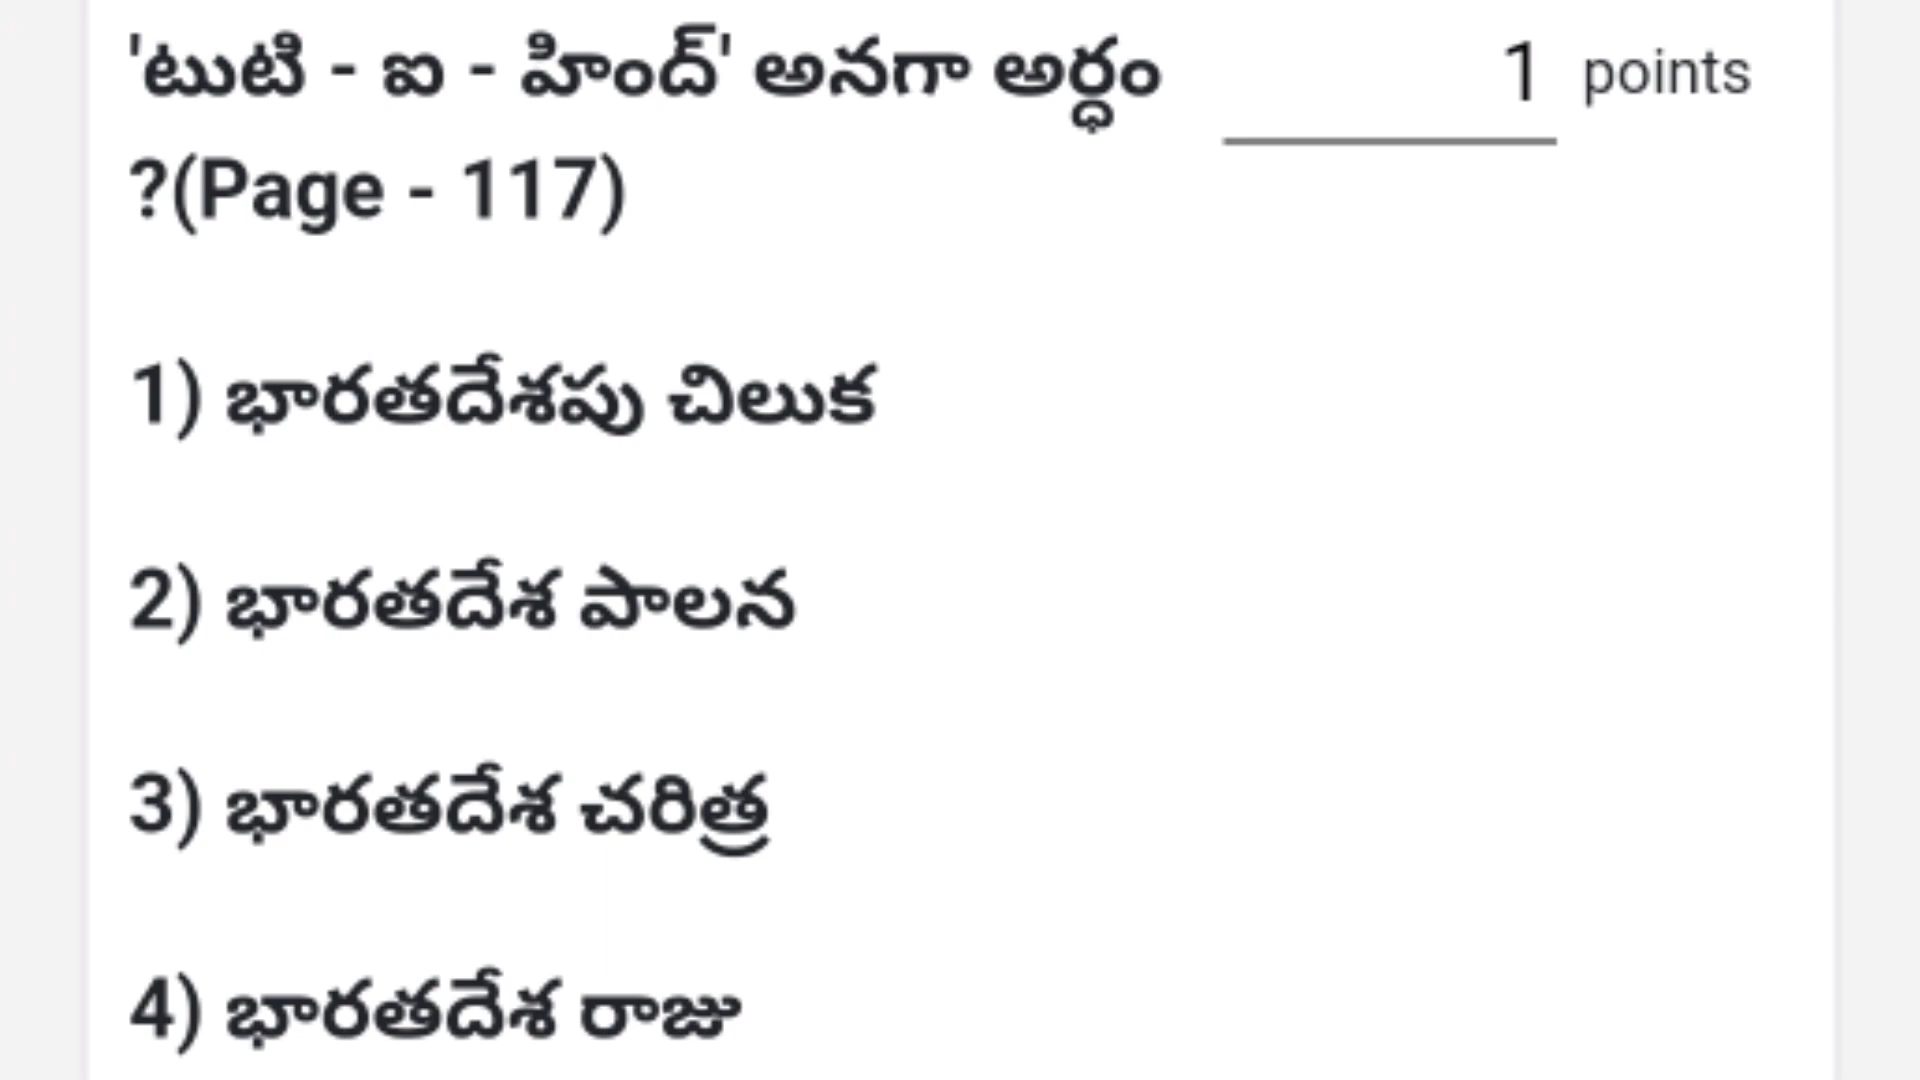 'టుటి - ఐ - హింద్' అనగా అర్ధం 1 points
?(Page - 117)
1) భారతదేశపు చిలుక
2) భారతదేశ పాలన
3) భారతదేశ చరిత్ర
4) భారతదేశ రాజు